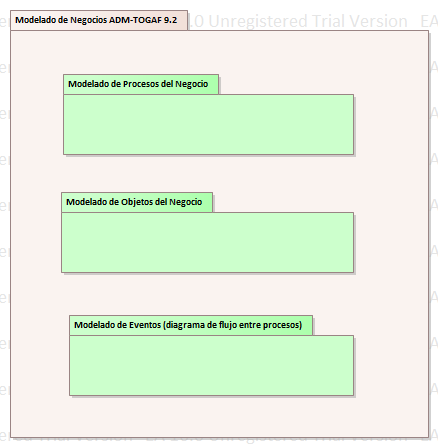 Modelado de Negocios ADM-TOGAF 9.2
.0 Unregistered Trial Version EA
Modelado de Procesos del Negocio
Modelado de Objetos del Negocio
Modelado de Eventos (diagrama de flujo entre procesos)